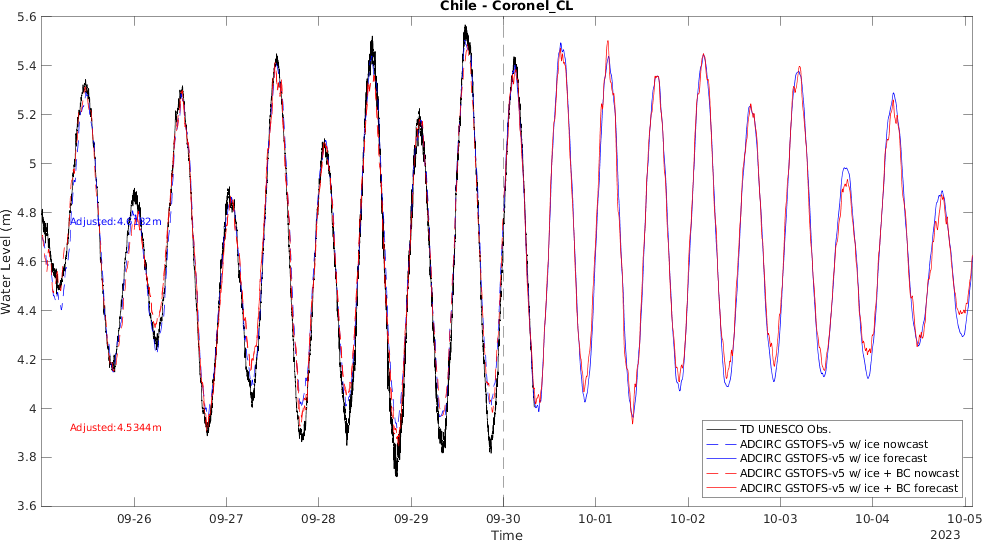 Chile - Coronel_CL
5.6
5.4
5.2
5
4.8
4.6
4.4
4.2
4
3.8
3.6
Water Level (m)
Adjusted:4.6182m
Adjusted:4.5344m
TD UNESCO Obs.
ADCIRC GSTOFS-v5 w/ ice nowcast
ADCIRC GSTOFS-v5 w/ ice forecast
ADCIRC GSTOFS-v5 w/ ice + BC nowcast
ADCIRC GSTOFS-v5 w/ ice + BC forecast
09-26 09-27 09-28 09-29 09-30 10-01 10-02 10-03 10-04 10-05
Time
2023